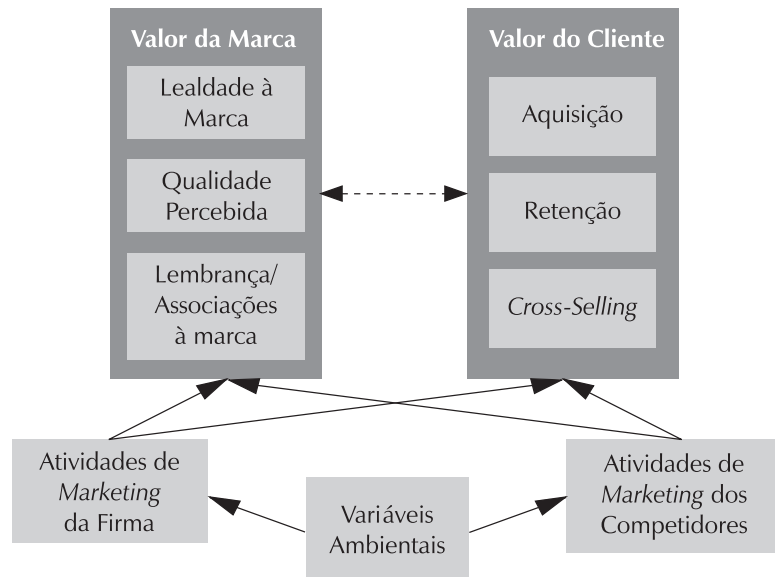 Valor da Marca
Lealdade à
Marca
Qualidade
Percebida
Lembrança/
Associações
à marca
Valor do Cliente
Aquisição
Retenção
Cross-Selling
Atividades de
Marketing
da Firma
Variáveis
Ambientais
Atividades de
Marketing dos
Competidores